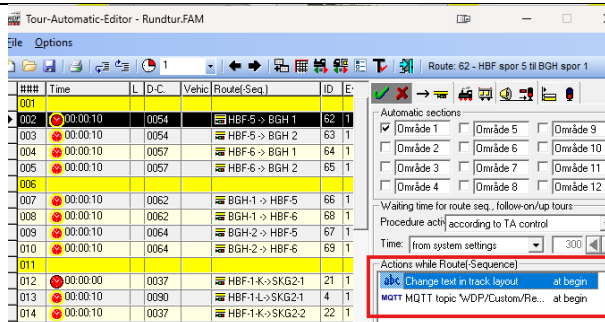 Tour-Automatic-Editor - Rundtur.FAM
File Options
1 Route: 62 - HBF spor 5 til BGH spor 1
### Time L D-C. Vehic Route(-Seq.) ID
001
002 00:00:10 0054 HBF-5 -> BGH 1 62 1
003 00:00:10 0054 HBF-5 -> BGH 2 63 1
004 00:00:10 0057 HBF-6 -> BGH 1 64 1
005 00:00:10 0057 HBF-6 -> BGH 2 65 1
006
007 00:00:10 0062 BGH-1 -> HBF-5 66 1
008 00:00:10 0062 BGH-1 -> HBF-6 68 1
009 00:00:10 0064 BGH-2 -> HBF-5 67 1
010 00:00:10 0064 BGH-2 -> HBF-6 69 1
011
012 00:00:00 0037 HBF-1-K->SKG2-1 21 1
013 00:00:10 0090 HBF-1-L->SKG2-1 4 1
014 00:00:10 0037 HBF-1-K->SKG2-2 22 1
Automatic sections
Område 1 Område 5 Område 9
Område 2 Område 6 Område 10
Område 3 Område 7 Område 11
Område 4 Område 8 Område 12
Waiting time for route seq., follow-on/up tours
Procedure activ according to TA control
Time: from system settings 300
Actions while Route(-Sequence)
abc Change text in track layout at begin
MQTT MQTT topic 'WDP/Custom/Re... at begin